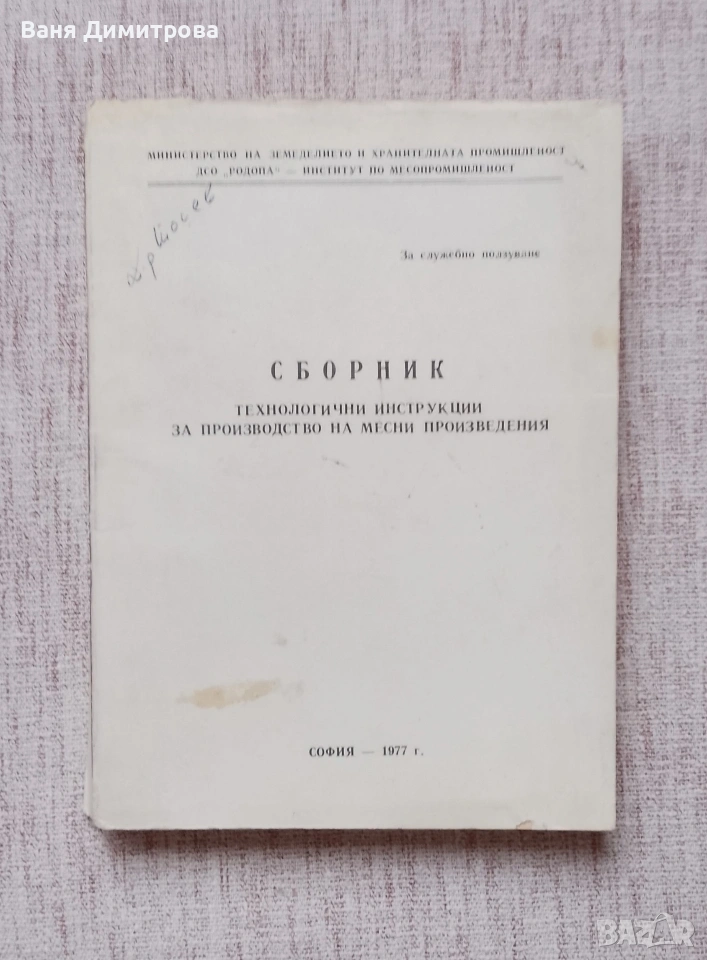 Ваня Димитрова
МИНИСТЕРСТВО НА ЗЕМЕДЕЛИЕТО И ХРАНИТЕЛНАТА ПРОМИШЛЕНОСТ
ДСО „РОДОПА" — ИНСТИТУТ ПО МЕСОПРОМИШЛЕНОСТ
За служебно ползуване
СБОРНИК
ТЕХНОЛОГИЧНИ ИНСТРУКЦИИ
ЗА ПРОИЗВОДСТВО НА МЕСНИ ПРОИЗВЕДЕНИЯ
СОФИЯ — 1977 г.
BAZAR